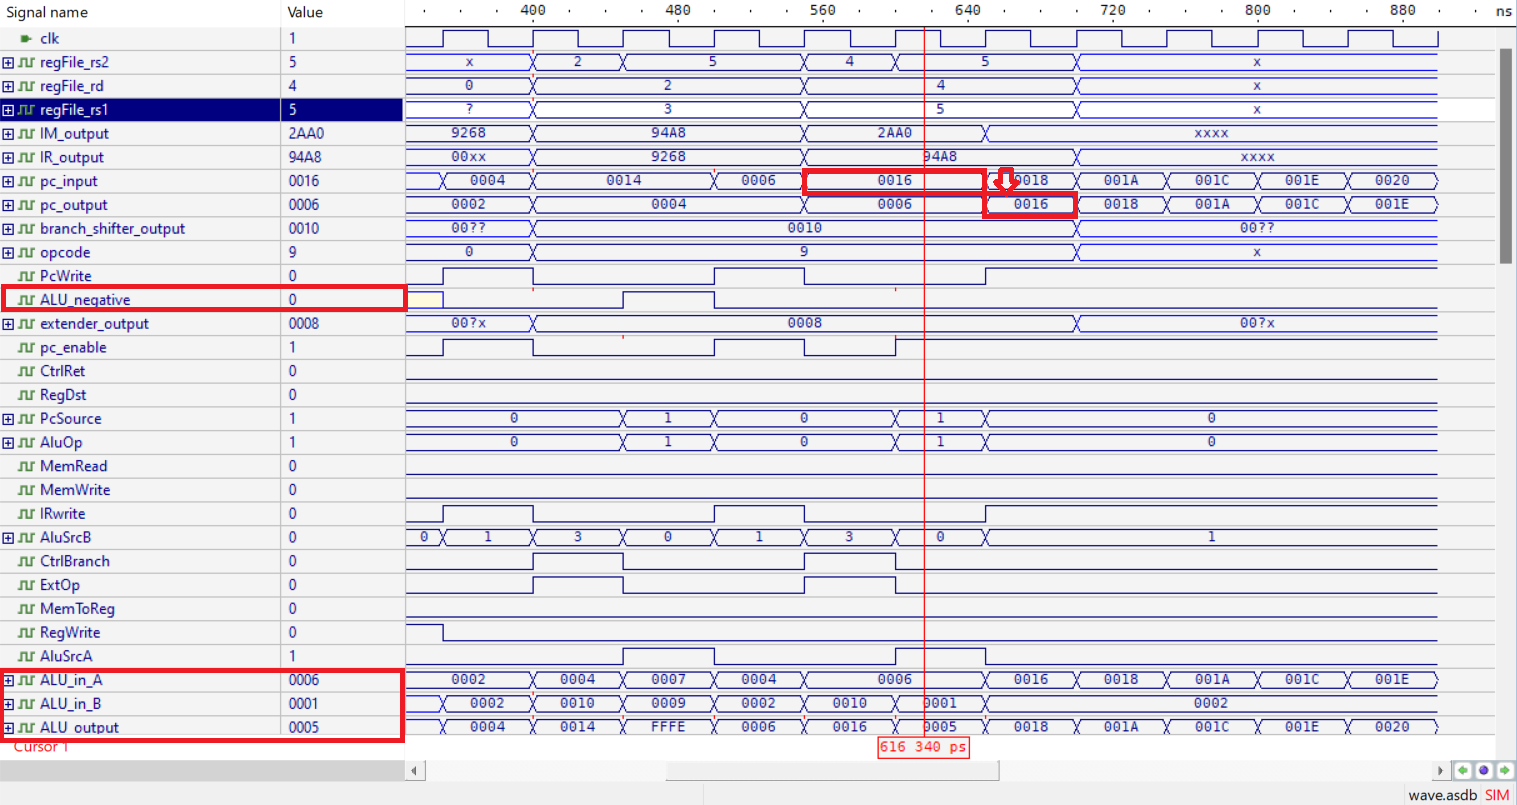 Signal name Value 400 480 560 640 720 800 880 ns
clk 1
regFile_rs2 5 x 2 5 4 5 x
regFile_rd 4 0 2 4 x
regFile_rs1 5 ? 3 5 x
IM_output 2AA0 9268 94A8 2AA0 xxxx
IR_output 94A8 00xx 9268 94A8 xxxx
pc_input 0016 0004 0014 0006 0016 0018 001A 001C 001E 0020
pc_output 0006 0002 0004 0006 0016 0018 001A 001C 001E
branch_shifter_output 0010 00?? 0010 00??
opcode 9 0 9 x
PcWrite 0
ALU_negative 0
extender_output 0008 00?x 0008 00?x
pc_enable 1
CtrlRet 0
RegDst 0
PcSource 1 0 1 0 1 0
AluOp 1 0 1 0 1 0
MemRead 0
MemWrite 0
IRwrite 0
AluSrcB 0 0 1 3 0 1 3 0 1
CtrlBranch 0
ExtOp 0
MemToReg 0
RegWrite 0
AluSrcA 1
ALU_in_A 0006 0002 0004 0007 0004 0006 0016 0018 001A 001C 001E
ALU_in_B 0001 0002 0010 0009 0002 0010 0001 0002
ALU_output 0005 0004 0014 FFFE 0006 0016 0005 0018 001A 001C 001E 0020
Cursor 1 616 340 ps
wave.asdb SIM